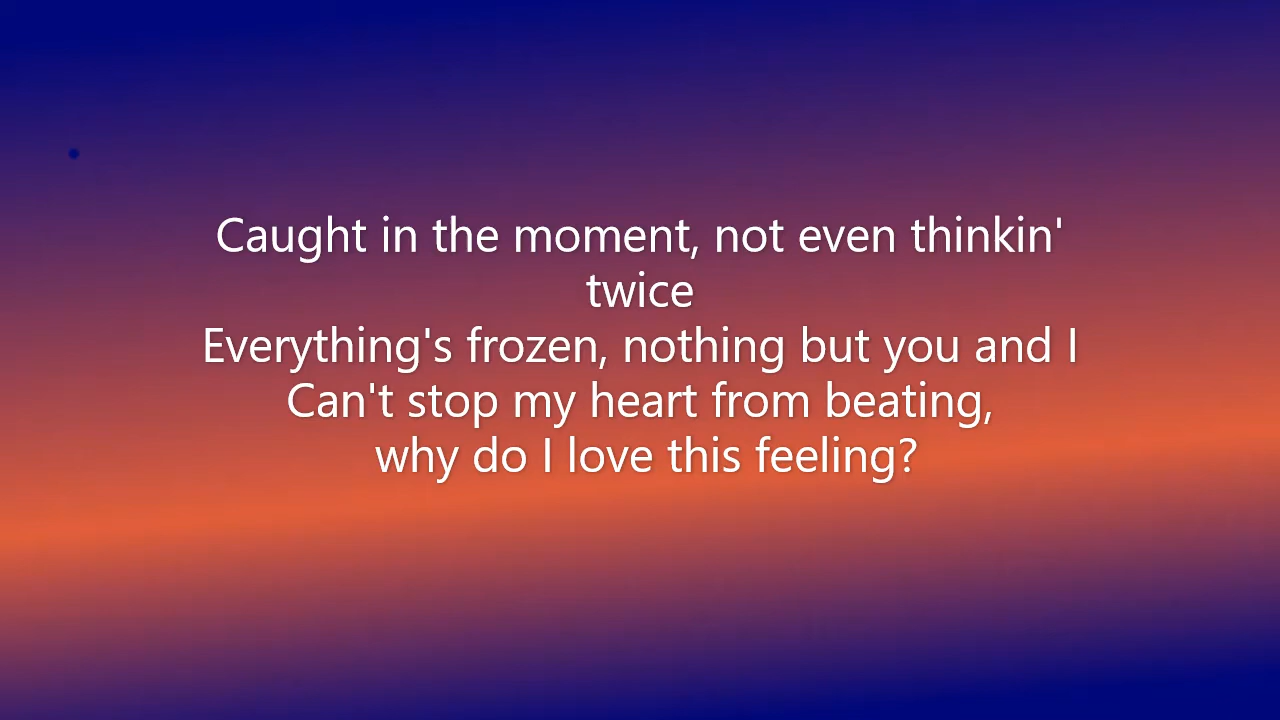 Caught in the moment, not even thinkin'
twice
Everything's frozen, nothing but you and I
Can't stop my heart from beating,
why do I love this feeling?